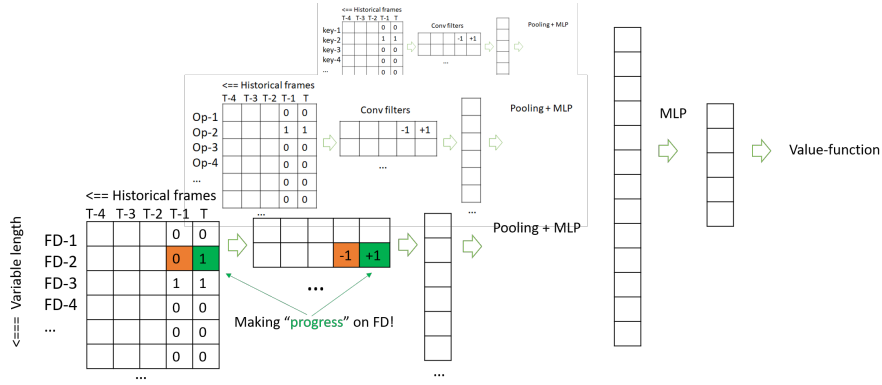 <== Historical frames
T-4 T-3 T-2 T-1 T
key-1 0 0
key-2 1 1 -1 +1
key-3 0 0
key-4 0 0
... 0 0
Conv filters
...
Pooling + MLP
<== Historical frames
T-4 T-3 T-2 T-1 T
Op-1 0 0
Op-2 1 1 -1 +1
Op-3 0 0
Op-4 0 0
... 0 0
0 0
...
Conv filters
...
...
Pooling + MLP
<== Historical frames
T-4 T-3 T-2 T-1 T
<=== Variable length
FD-1 0 0
FD-2 0 1 -1 +1
FD-3 1 1
FD-4 0 0
... 0 0
0 0
...
...
Making “progress” on FD!
...
Pooling + MLP
MLP
Value-function